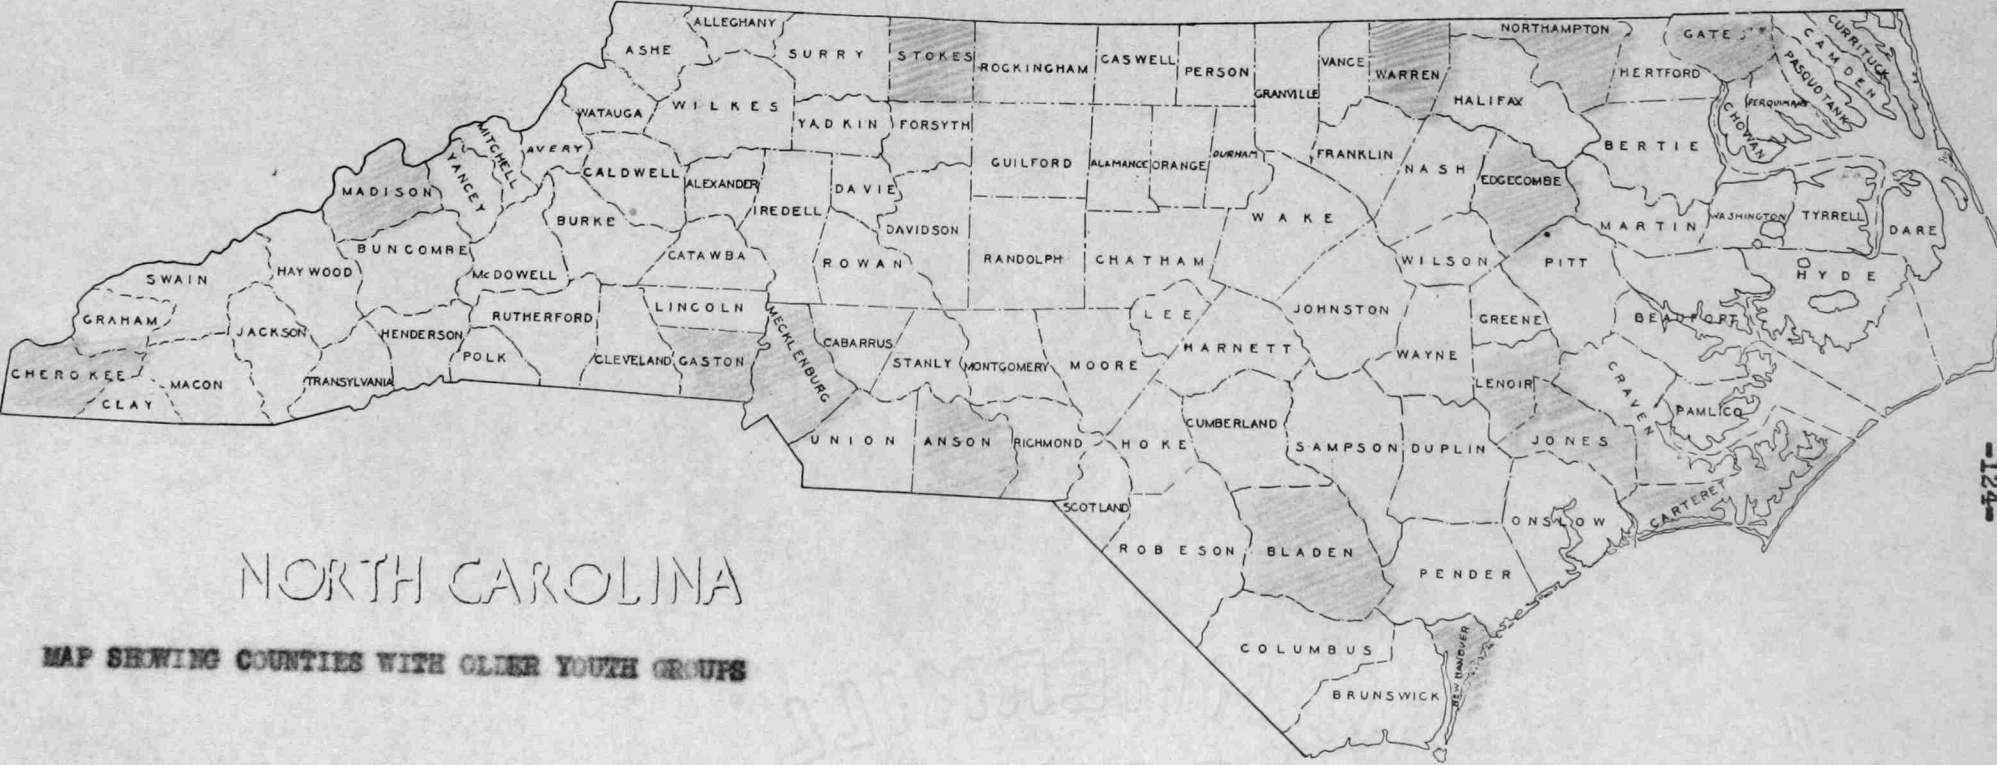 ALLEGHANY
ASHE
SURRY
STOKES
ROCKINGHAM
CASWELL
PERSON
GRANVILLE
VANCE
WARREN
NORTHAMPTON
HALIFAX
HERTFORD
GATES
CURRITUCK
CAMDEN
PASQUOTANK
PERQUIMANS
CHOWAN
WATAUGA
WILKES
YADKIN
FORSYTH
GUILFORD
ALAMANCE
ORANGE
DURHAM
FRANKLIN
NASH
EDGECOMBE
BERTIE
MITCHELL
AVERY
YANCEY
CALDWELL
ALEXANDER
IREDELL
DAVIE
DAVIDSON
WAKE
MARTIN
WASHINGTON
TYRRELL
DARE
MADISON
BURKE
BUNCOMBE
McDOWELL
CATAWBA
ROWAN
RANDOLPH
CHATHAM
WILSON
PITT
HYDE
SWAIN
HAYWOOD
GRAHAM
JACKSON
HENDERSON
RUTHERFORD
POLK
LINCOLN
CLEVELAND
GASTON
MECKLENBURG
CABARRUS
STANLY
MONTGOMERY
MOORE
LEE
HARNETT
JOHNSTON
WAYNE
GREENE
LENOIR
BEAUFORT
CRAVEN
PAMLICO
CHEROKEE
CLAY
MACON
TRANSYLVANIA
UNION
ANSON
RICHMOND
HOKE
CUMBERLAND
SAMPSON
DUPLIN
JONES
CARTERET
SCOTLAND
ROBESON
BLADEN
PENDER
ONSLOW
COLUMBUS
BRUNSWICK
NEW HANOVER
NORTH CAROLINA
MAP SHOWING COUNTIES WITH OLDER YOUTH GROUPS
-124-